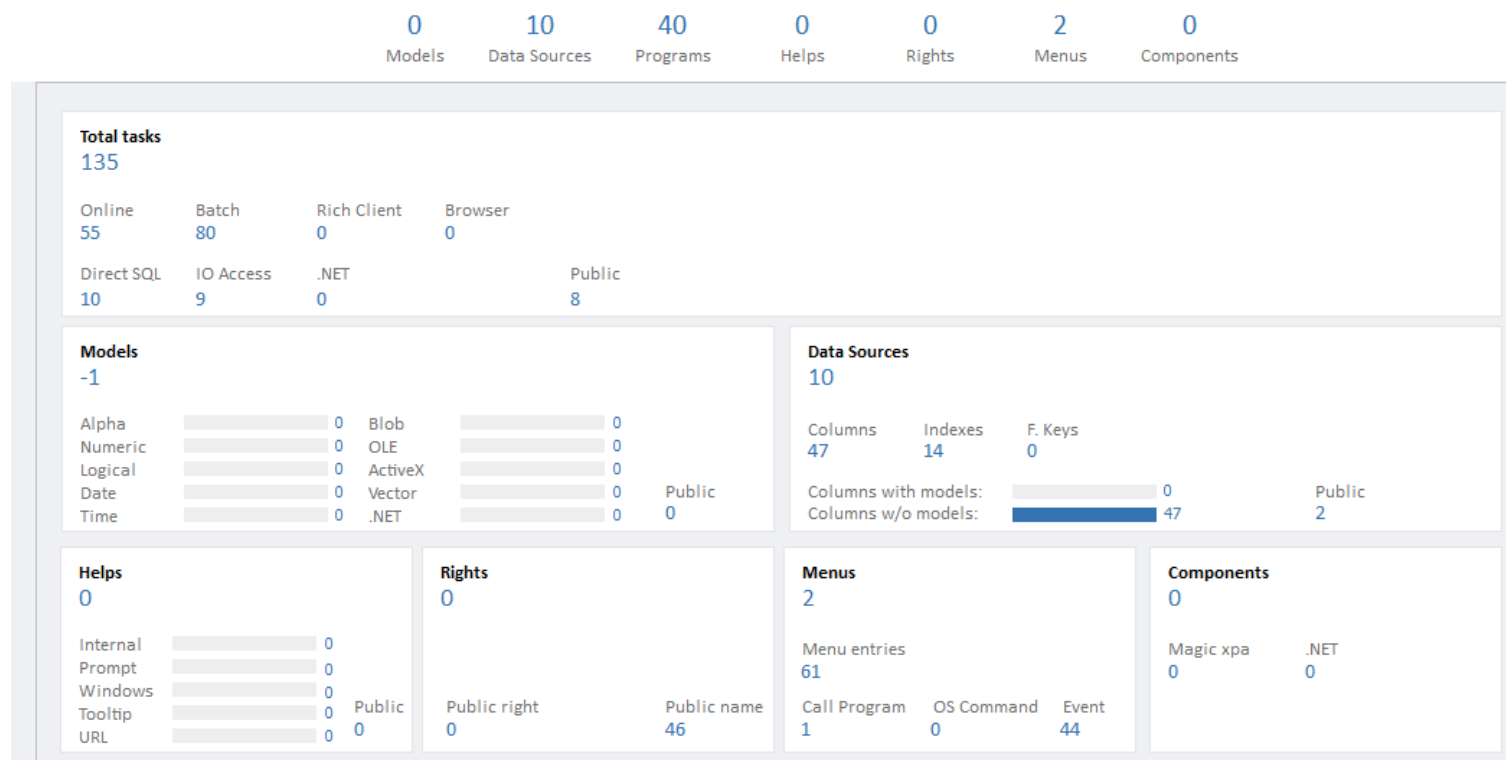 0 10 40 0 0 2 0
Models Data Sources Programs Helps Rights Menus Components
Total tasks
135
Online Batch Rich Client Browser
55 80 0 0
Direct SQL IO Access .NET Public
10 9 0 8
Models
-1
Alpha 0 Blob 0
Numeric 0 OLE 0
Logical 0 ActiveX 0
Date 0 Vector 0 Public
Time 0 .NET 0 0
Data Sources
10
Columns Indexes F. Keys
47 14 0
Columns with models: 0 Public
Columns w/o models: 47 2
Helps
0
Internal 0
Prompt 0
Windows 0
Tooltip 0 Public
URL 0 0
Rights
0
Public right Public name
0 46
Menus
2
Menu entries
61
Call Program OS Command Event
1 0 44
Components
0
Magic xpa .NET
0 0